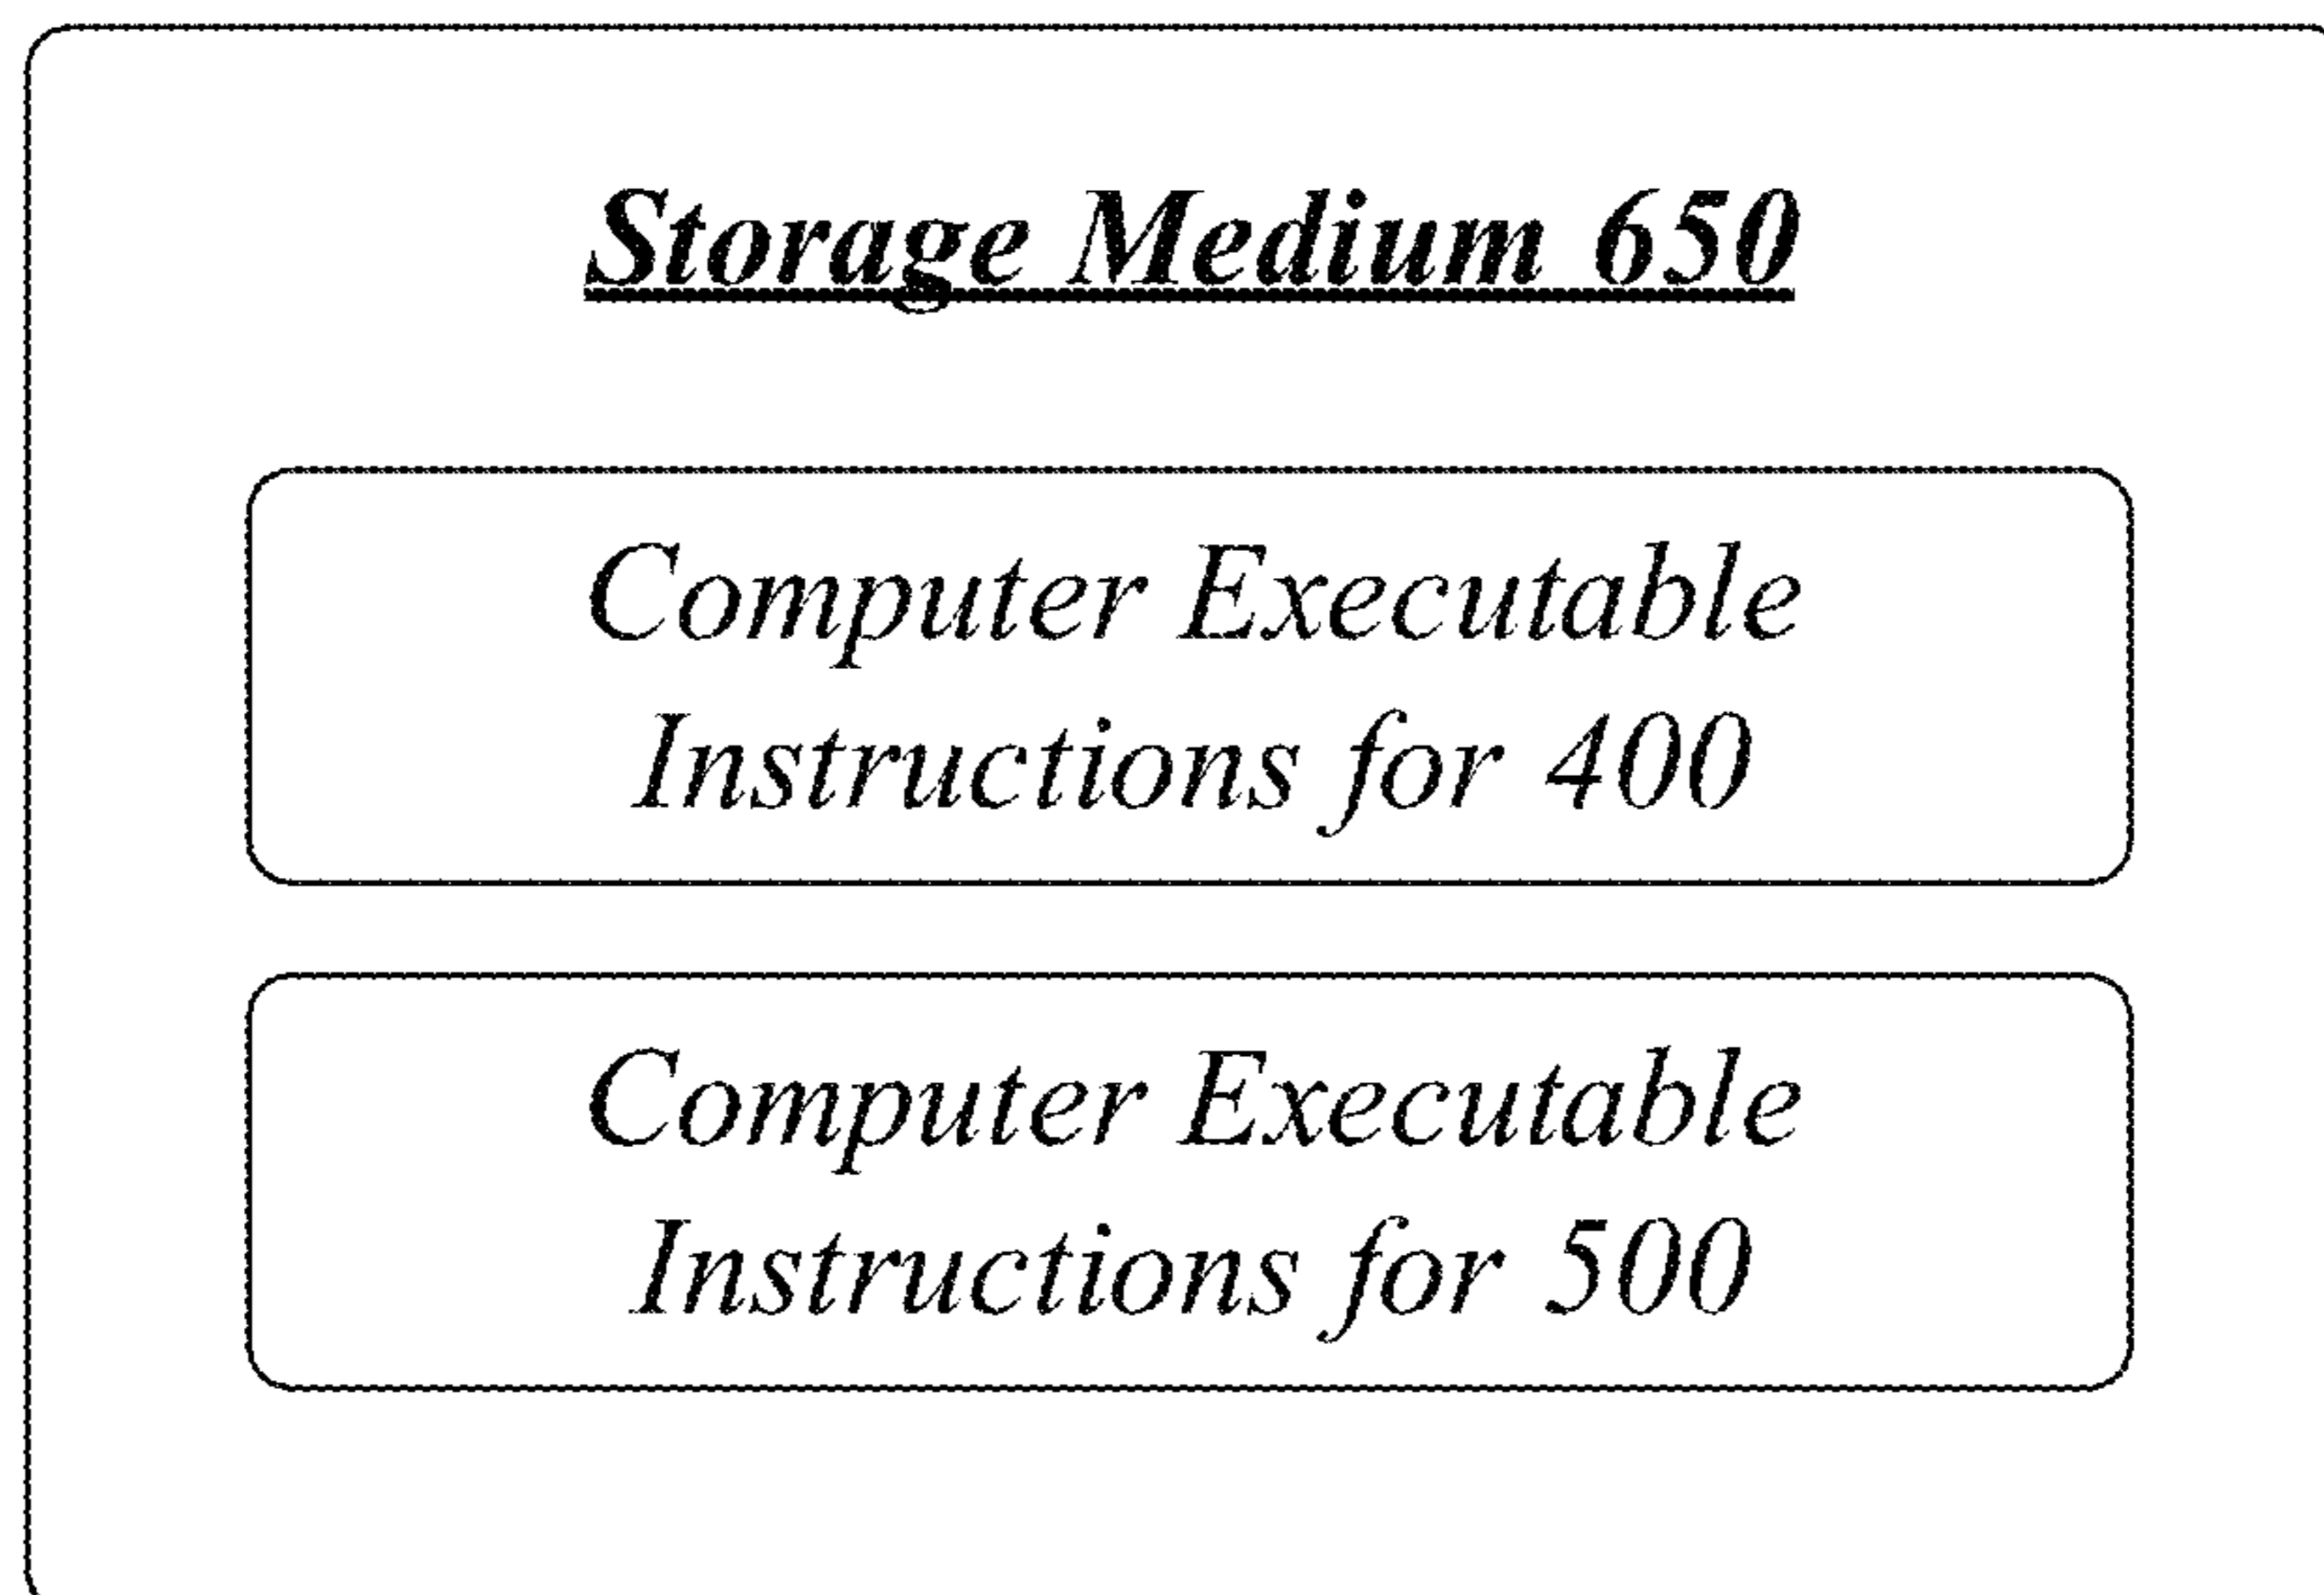 Storage Medium 650
Computer Executable
Instructions for 400
Computer Executable
Instructions for 500